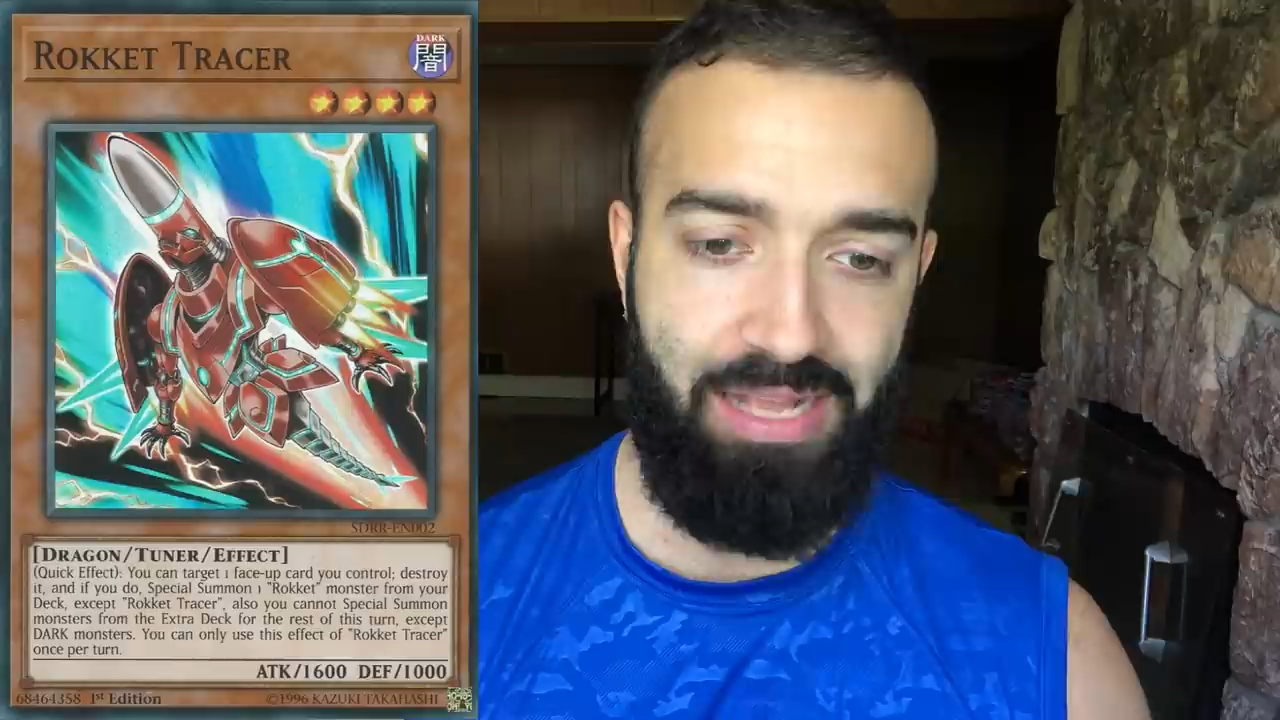 ROKKET TRACER
DARK
闇
SDRR-EN002
[DRAGON/TUNER/EFFECT]
(Quick Effect): You can target 1 face-up card you control; destroy
it, and if you do, Special Summon 1 "Rokket" monster from your
Deck, except "Rokket Tracer", also you cannot Special Summon
monsters from the Extra Deck for the rest of this turn, except
DARK monsters. You can only use this effect of "Rokket Tracer"
once per turn.
ATK/1600 DEF/1000
68464358 1st Edition ©1996 KAZUKI TAKAHASHI